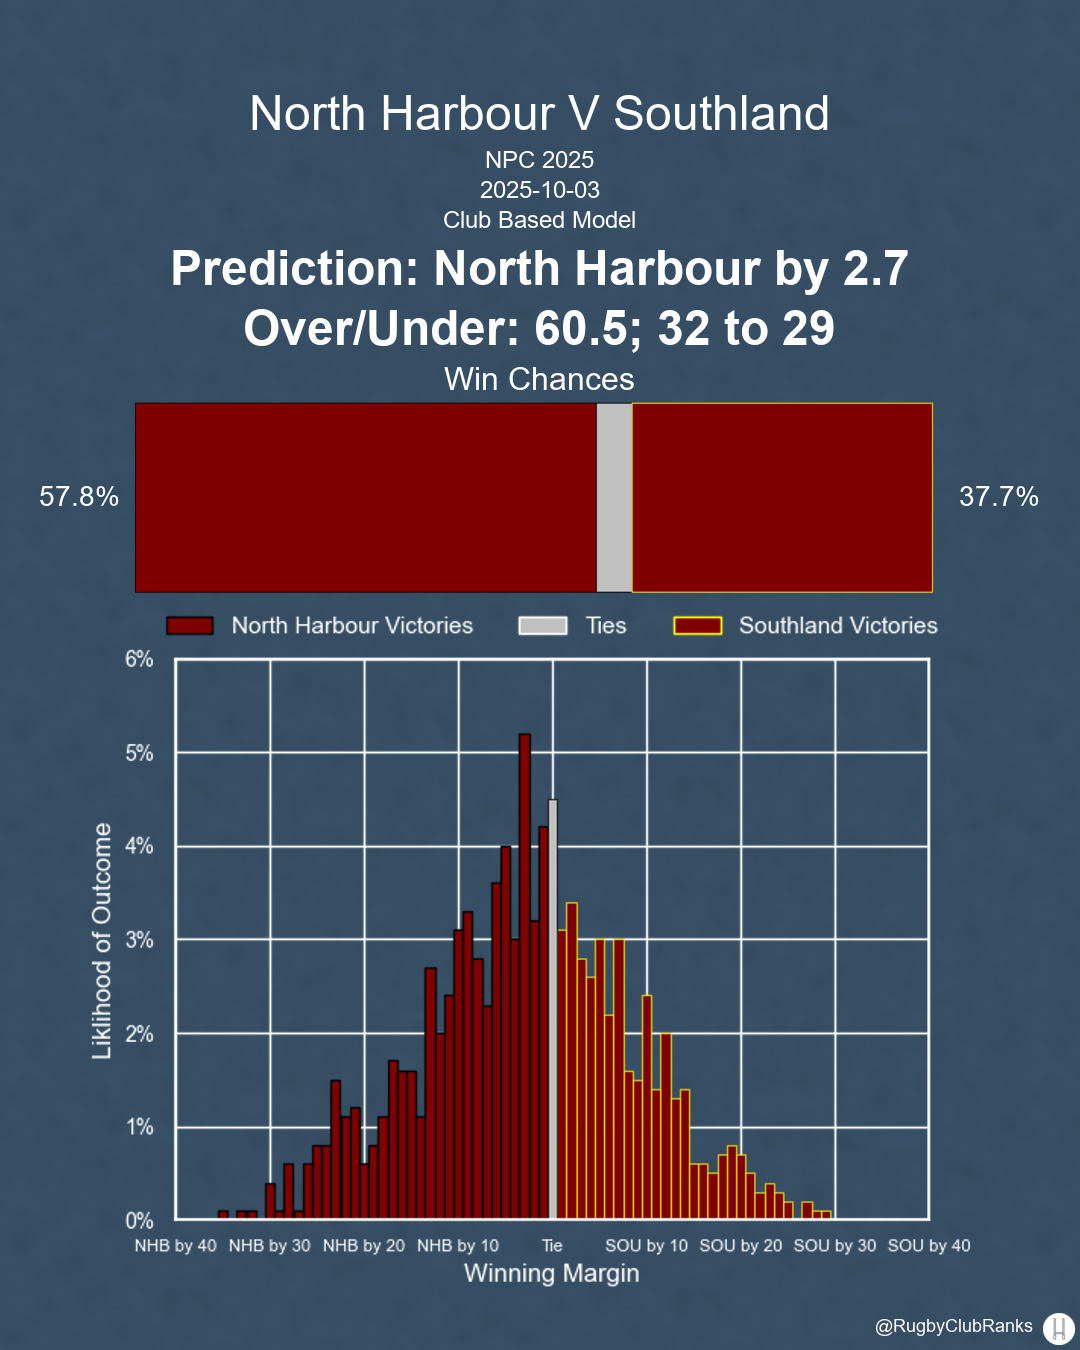 North Harbour V Southland
NPC 2025
2025-10-03
Club Based Model
Prediction: North Harbour by 2.7
Over/Under: 60.5; 32 to 29
Win Chances
57.8%
37.7%
North Harbour Victories Ties Southland Victories
6%
5%
4%
3%
2%
1%
0%
Liklihood of Outcome
NHB by 40 NHB by 30 NHB by 20 NHB by 10 Tie SOU by 10 SOU by 20 SOU by 30 SOU by 40
Winning Margin
@RugbyClubRanks